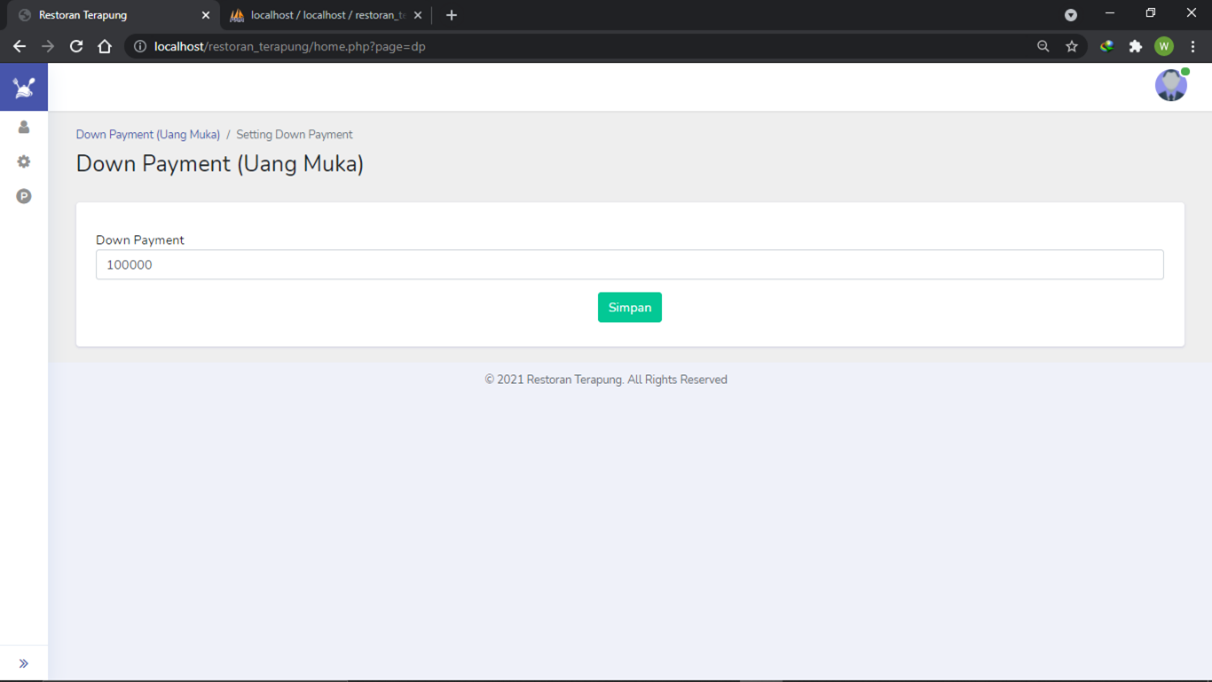 Restoran Terapung
localhost / localhost / restoran_te
localhost/restoran_terapung/home.php?page=dp
W
P
Down Payment (Uang Muka) / Setting Down Payment
Down Payment (Uang Muka)
Down Payment
100000
Simpan
© 2021 Restoran Terapung. All Rights Reserved